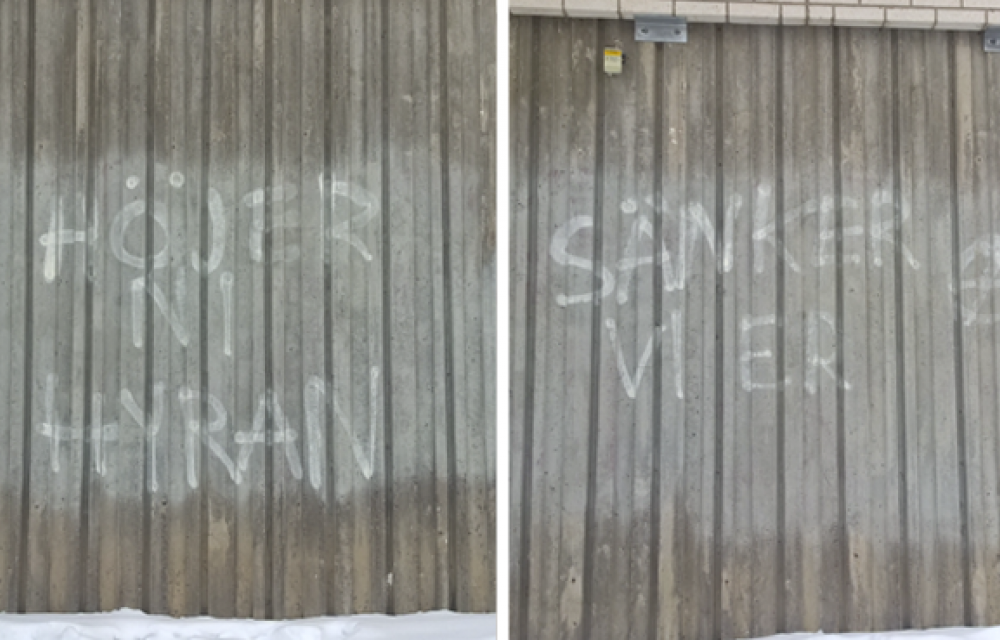 HÖJER
NI
HYRAN
SÄNKER
VI ER